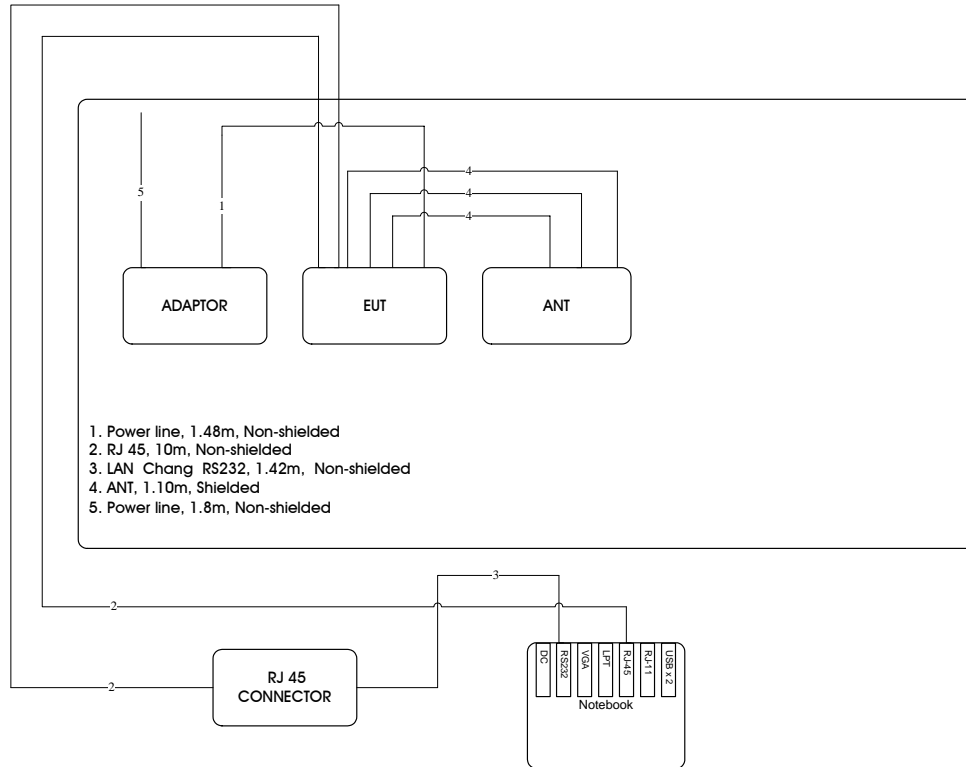 5
1
4
4
4
ADAPTOR
EUT
ANT
1. Power line, 1.48m, Non-shielded
2. RJ 45, 10m, Non-shielded
3. LAN Chang RS232, 1.42m, Non-shielded
4. ANT, 1.10m, Shielded
5. Power line, 1.8m, Non-shielded
3
2
2
RJ 45
CONNECTOR
DC
RS232
VGA
LPT
RJ-45
RJ-11
USB x 2
Notebook